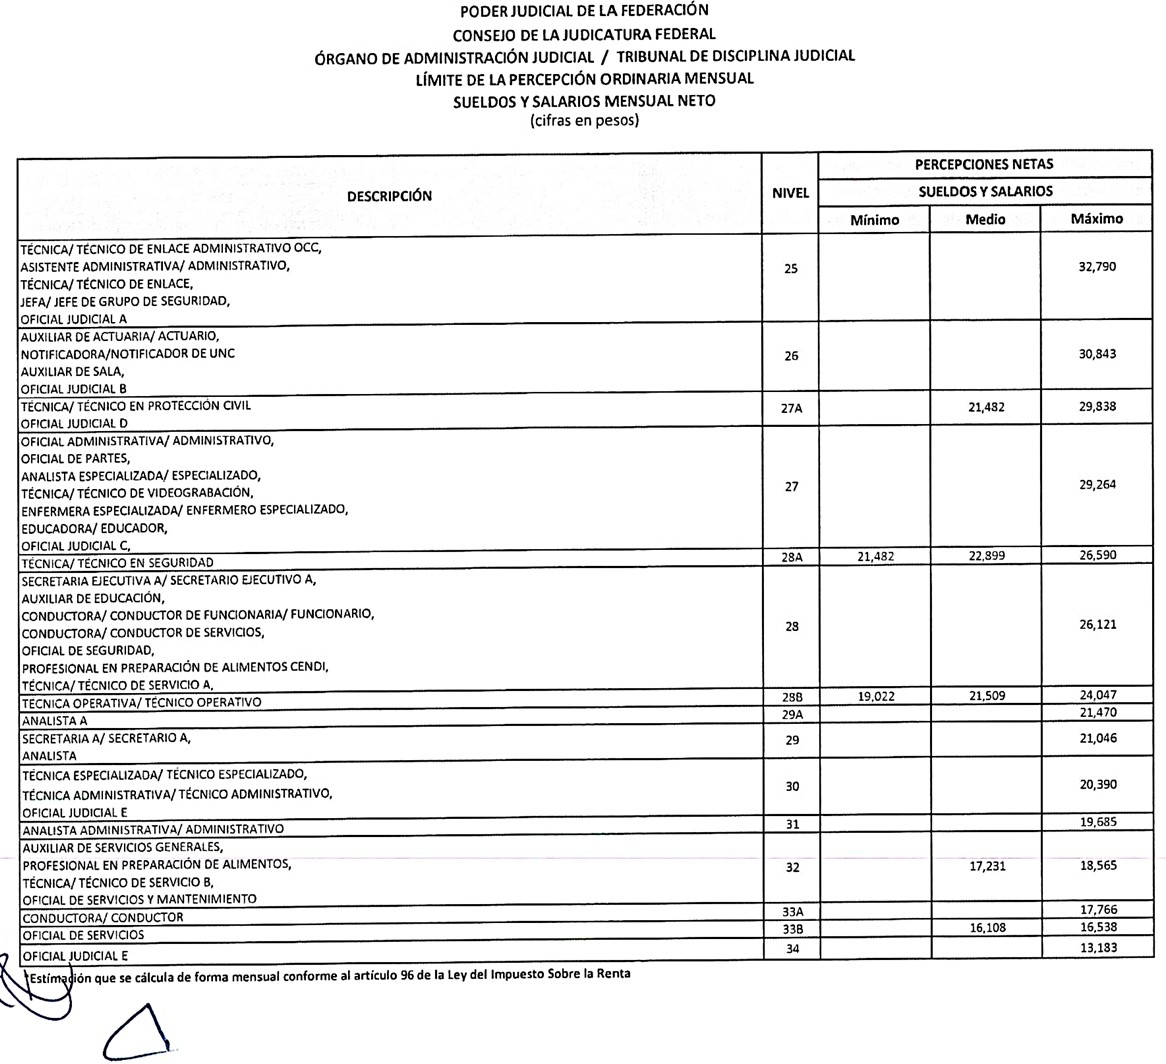 PODER JUDICIAL DE LA FEDERACIÓN
CONSEJO DE LA JUDICATURA FEDERAL
ÓRGANO DE ADMINISTRACIÓN JUDICIAL / TRIBUNAL DE DISCIPLINA JUDICIAL
LÍMITE DE LA PERCEPCIÓN ORDINARIA MENSUAL
SUELDOS Y SALARIOS MENSUAL NETO
(cifras en pesos)
DESCRIPCIÓN NIVEL PERCEPCIONES NETAS
SUELDOS Y SALARIOS
Mínimo Medio Máximo
TÉCNICA/ TÉCNICO DE ENLACE ADMINISTRATIVO OCC,
ASISTENTE ADMINISTRATIVA/ ADMINISTRATIVO,
TÉCNICA/ TÉCNICO DE ENLACE,
JEFA/ JEFE DE GRUPO DE SEGURIDAD,
OFICIAL JUDICIAL A
25 32,790
AUXILIAR DE ACTUARIA/ ACTUARIO,
NOTIFICADORA/NOTIFICADOR DE UNC
AUXILIAR DE SALA,
OFICIAL JUDICIAL B
26 30,843
TÉCNICA/ TÉCNICO EN PROTECCIÓN CIVIL
OFICIAL JUDICIAL D
27A 21,482 29,838
OFICIAL ADMINISTRATIVA/ ADMINISTRATIVO,
OFICIAL DE PARTES,
ANALISTA ESPECIALIZADA/ ESPECIALIZADO,
TÉCNICA/ TÉCNICO DE VIDEOGRABACIÓN,
ENFERMERA ESPECIALIZADA/ ENFERMERO ESPECIALIZADO,
EDUCADORA/ EDUCADOR,
OFICIAL JUDICIAL C,
27 29,264
TÉCNICA/ TÉCNICO EN SEGURIDAD 28A 21,482 22,899 26,590
SECRETARIA EJECUTIVA A/ SECRETARIO EJECUTIVO A,
AUXILIAR DE EDUCACIÓN,
CONDUCTORA/ CONDUCTOR DE FUNCIONARIA/ FUNCIONARIO,
CONDUCTORA/ CONDUCTOR DE SERVICIOS,
OFICIAL DE SEGURIDAD,
PROFESIONAL EN PREPARACIÓN DE ALIMENTOS CENDI,
TÉCNICA/ TÉCNICO DE SERVICIO A,
28 26,121
TECNICA OPERATIVA/ TÉCNICO OPERATIVO 28B 19,022 21,509 24,047
ANALISTA A 29A 21,470
SECRETARIA A/ SECRETARIO A,
ANALISTA
29 21,046
TÉCNICA ESPECIALIZADA/ TÉCNICO ESPECIALIZADO,
TÉCNICA ADMINISTRATIVA/ TÉCNICO ADMINISTRATIVO,
OFICIAL JUDICIAL E
30 20,390
ANALISTA ADMINISTRATIVA/ ADMINISTRATIVO 31 19,685
AUXILIAR DE SERVICIOS GENERALES,
PROFESIONAL EN PREPARACIÓN DE ALIMENTOS,
TÉCNICA/ TÉCNICO DE SERVICIO B,
OFICIAL DE SERVICIOS Y MANTENIMIENTO
32 17,231 18,565
CONDUCTORA/ CONDUCTOR 33A 17,766
OFICIAL DE SERVICIOS 33B 16,108 16,538
OFICIAL JUDICIAL E 34 13,183
*Estimación que se cálcula de forma mensual conforme al artículo 96 de la Ley del Impuesto Sobre la Renta